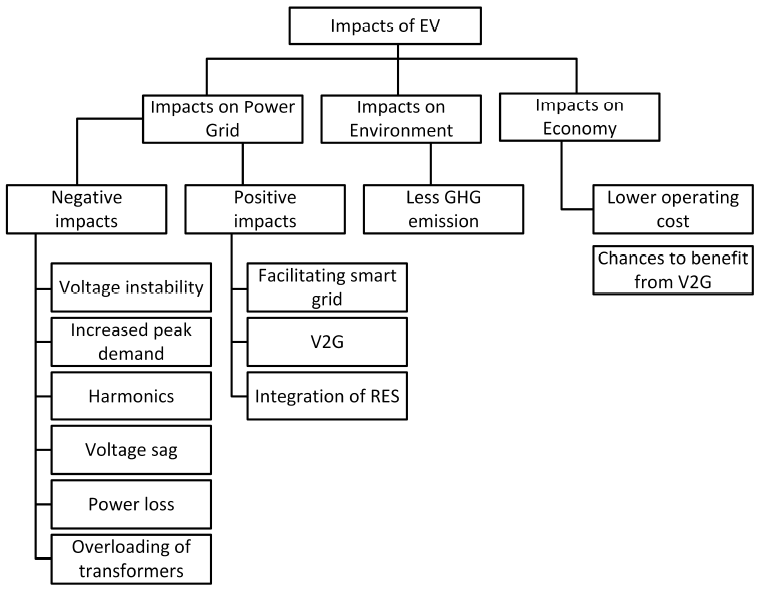 Impacts of EV
Impacts on Power
Grid
Impacts on
Environment
Impacts on
Economy
Negative
impacts
Positive
impacts
Less GHG
emission
Lower operating
cost
Chances to benefit
from V2G
Voltage instability
Increased peak
demand
Harmonics
Voltage sag
Power loss
Overloading of
transformers
Facilitating smart
grid
V2G
Integration of RES